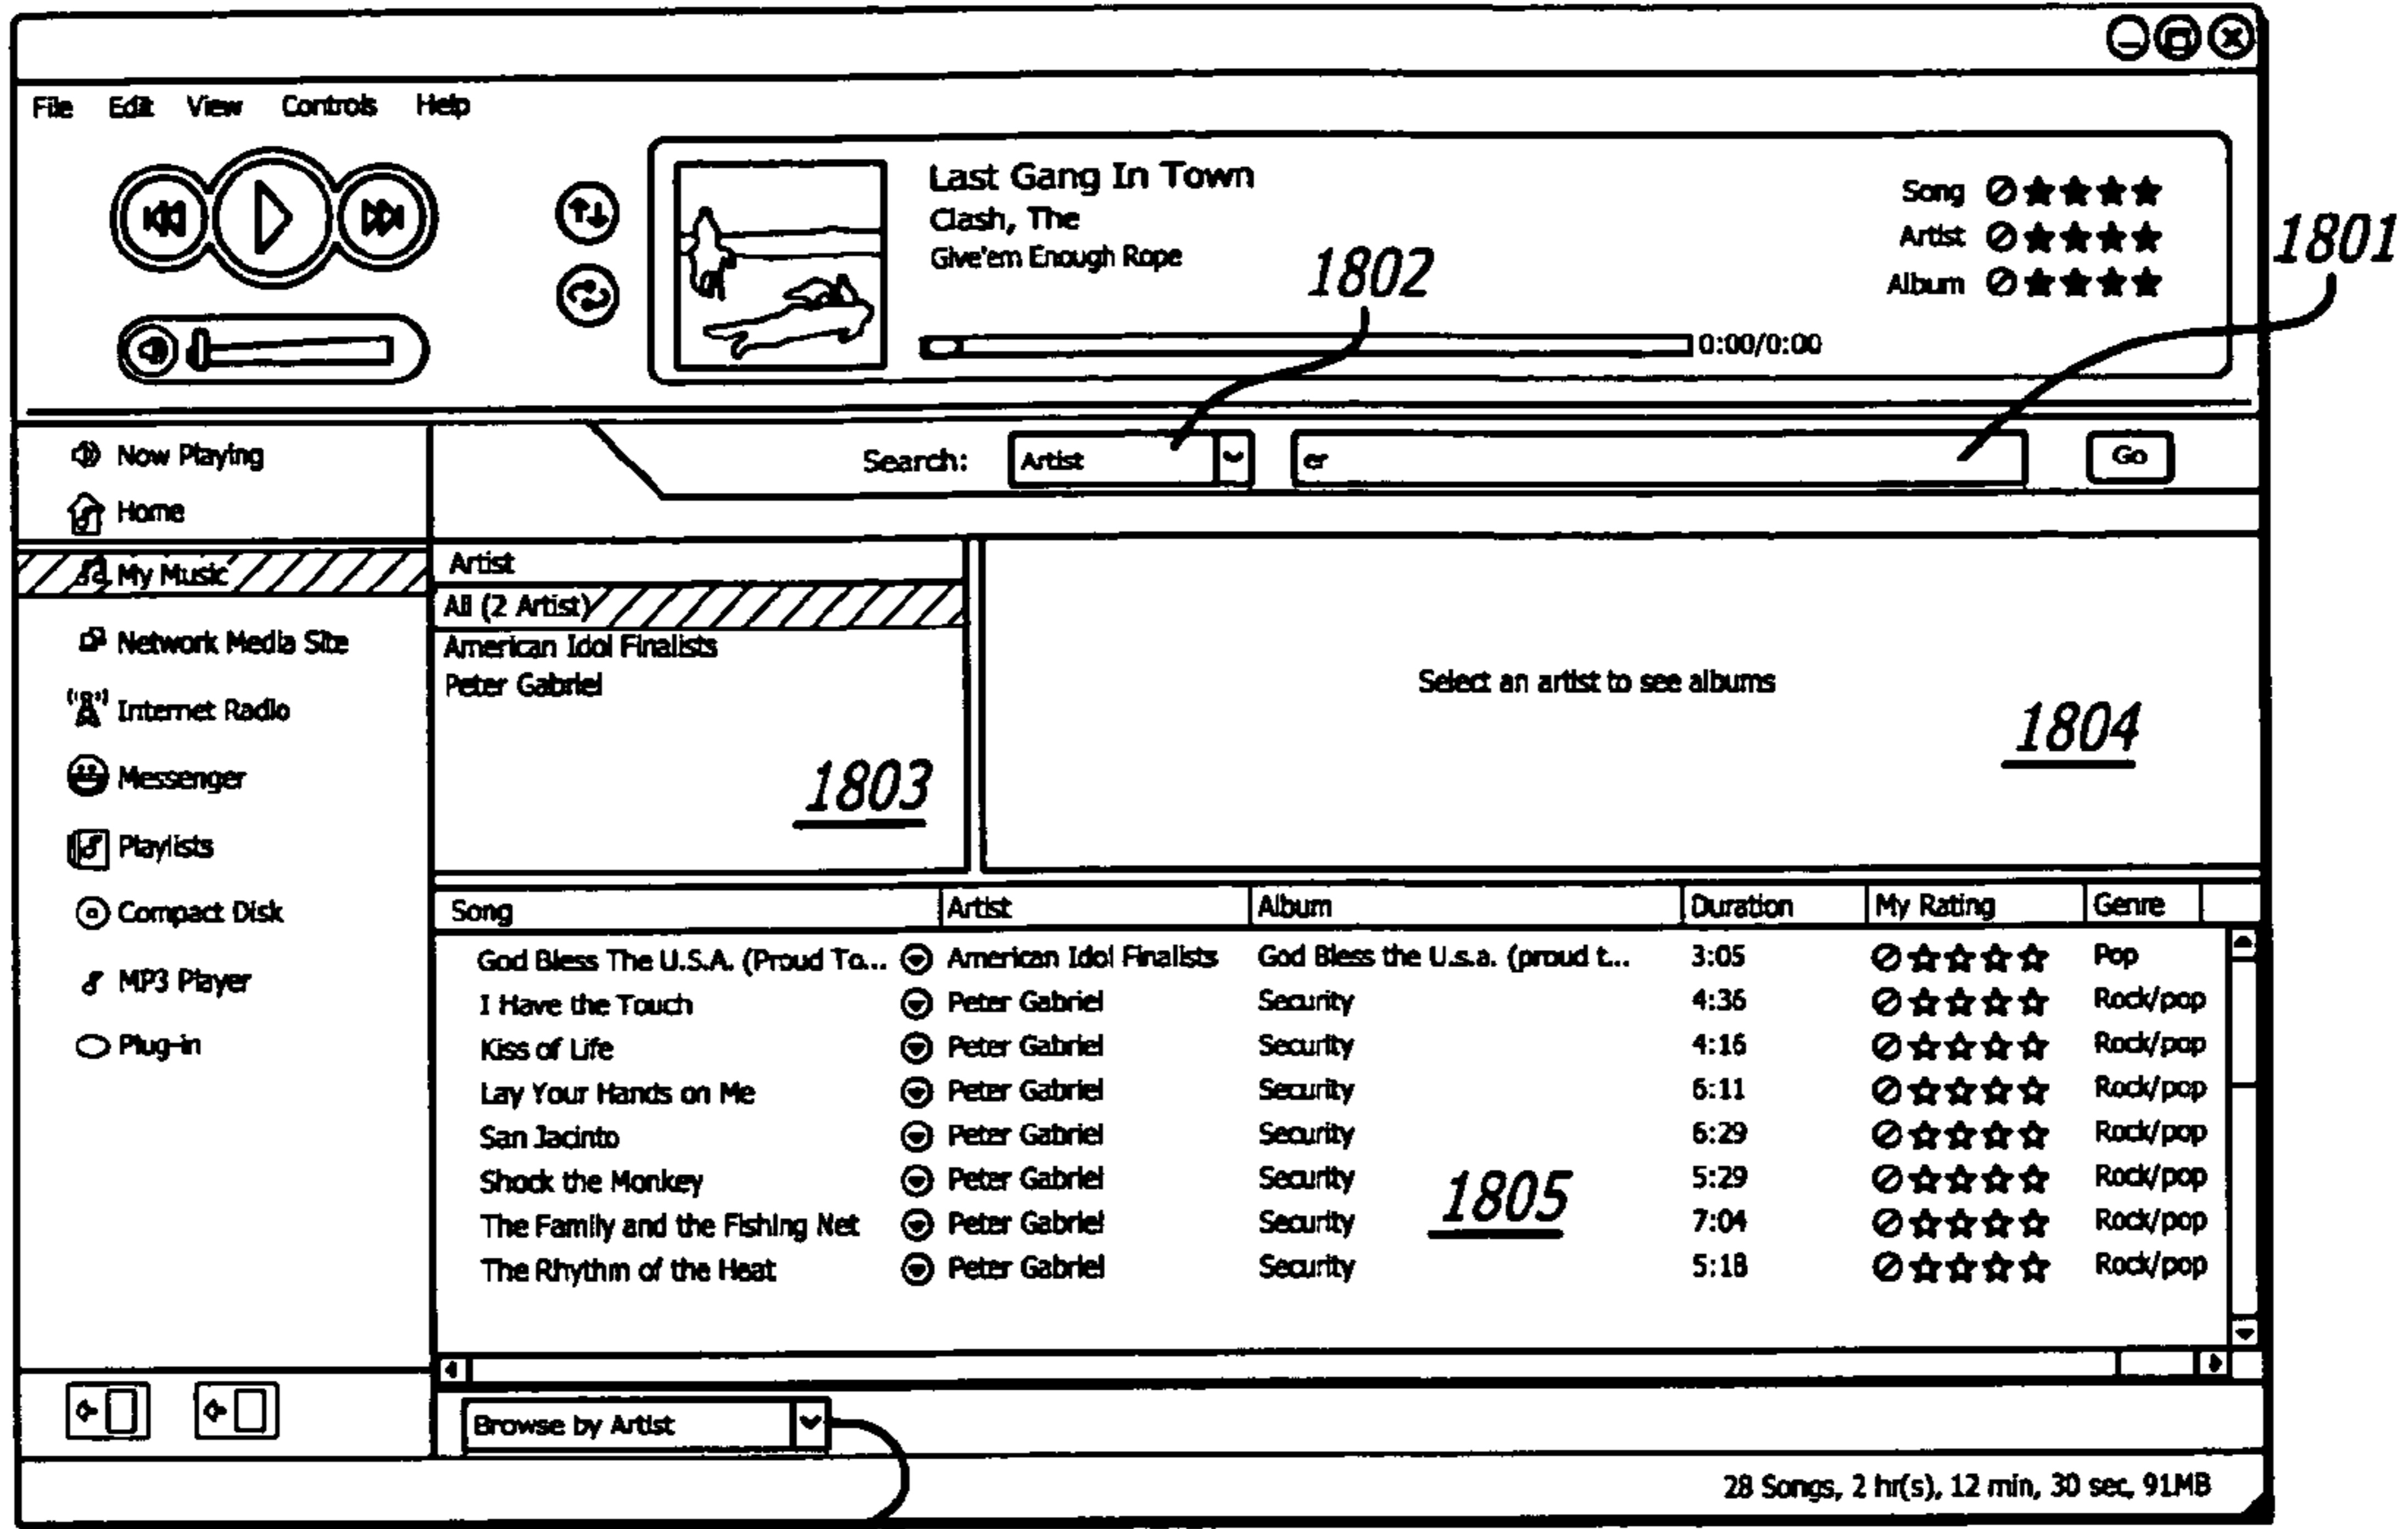 File Edit View Controls Help
Last Gang In Town
Clash, The
Give'em Enough Rope
Song
Artist
Album
1801
1802
0:00/0:00
Now Playing
Home
My Music
Network Media Site
Internet Radio
Messenger
Playlists
Compact Disk
MP3 Player
Plug-in
Search: Artist er Go
Artist
All (2 Artist)
American Idol Finalists
Peter Gabriel
1803
Select an artist to see albums
1804
Song Artist Album Duration My Rating Genre
God Bless The U.S.A. (Proud To... American Idol Finalists God Bless the U.s.a. (proud t... 3:05 Pop
I Have the Touch Peter Gabriel Security 4:36 Rock/pop
Kiss of Life Peter Gabriel Security 4:16 Rock/pop
Lay Your Hands on Me Peter Gabriel Security 6:11 Rock/pop
San Jacinto Peter Gabriel Security 6:29 Rock/pop
Shock the Monkey Peter Gabriel Security 5:29 Rock/pop
The Family and the Fishing Net Peter Gabriel Security 7:04 Rock/pop
The Rhythm of the Heat Peter Gabriel Security 5:18 Rock/pop
1805
Browse by Artist
28 Songs, 2 hr(s), 12 min, 30 sec, 91MB